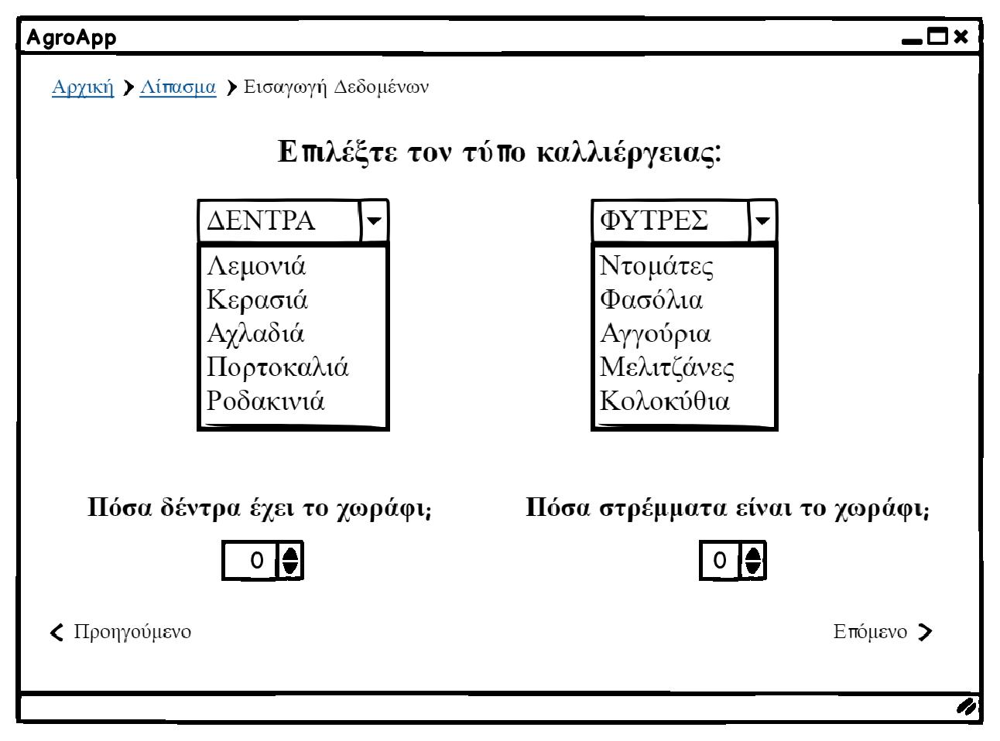 AgroApp
Αρχική Λίπασμα Εισαγωγή Δεδομένων
Επιλέξτε τον τύπο καλλιέργειας:
ΔΕΝΤΡΑ ΦΥΤΡΕΣ
Λεμονιά Ντομάτες
Κερασιά Φασόλια
Αχλαδιά Αγγούρια
Πορτοκαλιά Μελιτζάνες
Ροδακινιά Κολοκύθια
Πόσα δέντρα έχει το χωράφι; Πόσα στρέμματα είναι το χωράφι;
0 0
Προηγούμενο Επόμενο